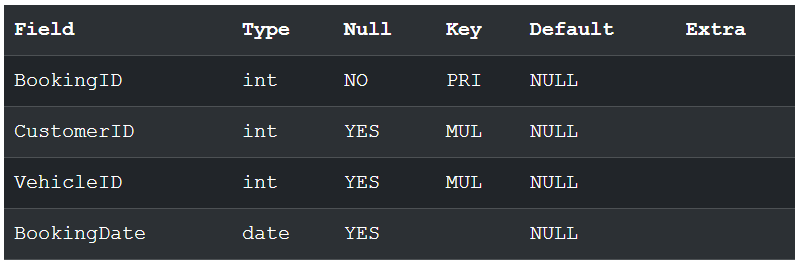 Field Type Null Key Default Extra
BookingID int NO PRI NULL
CustomerID int YES MUL NULL
VehicleID int YES MUL NULL
BookingDate date YES NULL